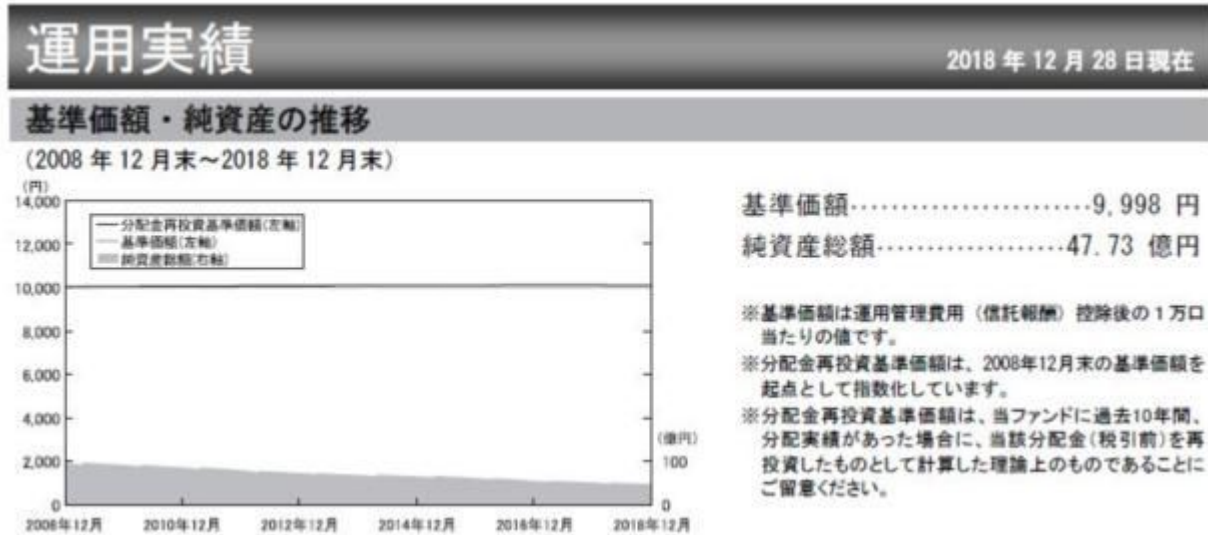 運用実績
2018 年 12 月 28 日現在
基準価額・純資産の推移
（2008 年 12 月末～2018 年 12 月末）
(円)
14,000
12,000
10,000
8,000
6,000
4,000
2,000
0
分配金再投資基準価額(左軸)
基準価額(左軸)
純資産総額(右軸)
(億円)
100
0
2008年12月
2010年12月
2012年12月
2014年12月
2016年12月
2018年12月
基準価額………………………9,998 円
純資産総額…………………47.73 億円
※基準価額は運用管理費用（信託報酬）控除後の１万口
当たりの値です。
※分配金再投資基準価額は、2008年12月末の基準価額を
起点として指数化しています。
※分配金再投資基準価額は、当ファンドに過去10年間、
分配実績があった場合に、当該分配金(税引前)を再
投資したものとして計算した理論上のものであることに
ご留意ください。